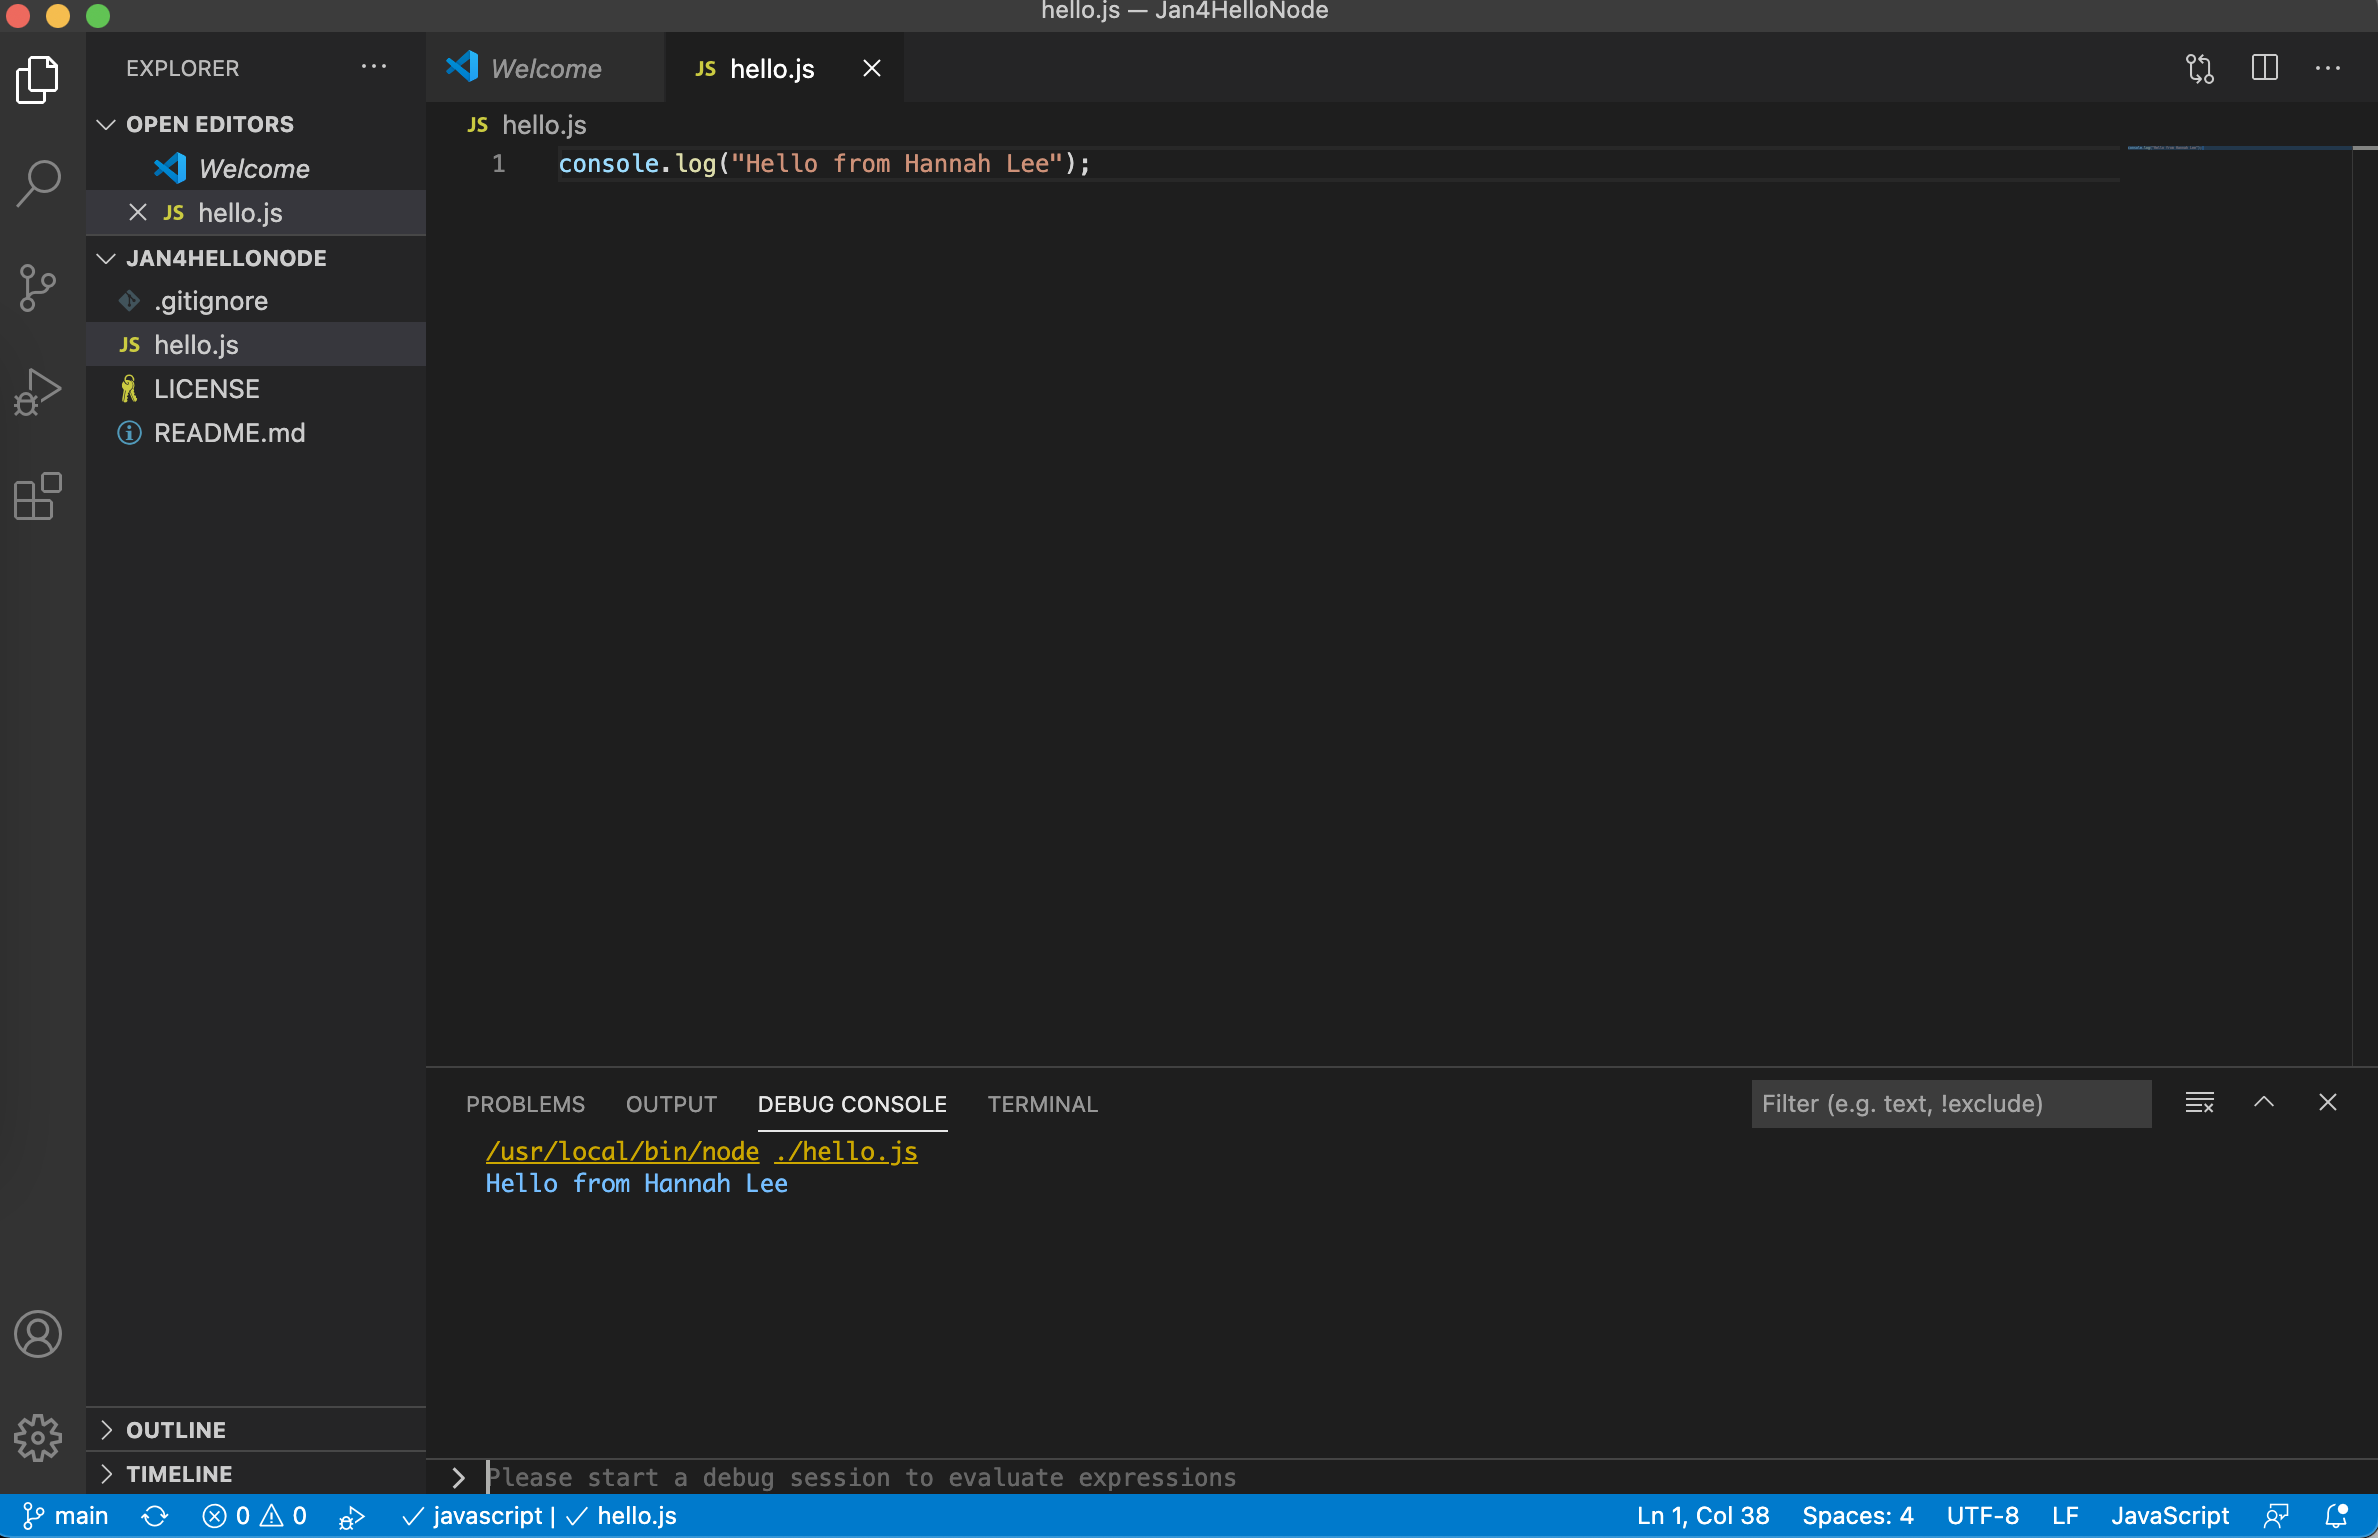 hello.js — Jan4HelloNode
EXPLORER
OPEN EDITORS
Welcome
JS hello.js
JAN4HELLONODE
.gitignore
JS hello.js
LICENSE
README.md
OUTLINE
TIMELINE
Welcome
JS hello.js
JS hello.js
1 console.log("Hello from Hannah Lee");
PROBLEMS OUTPUT DEBUG CONSOLE TERMINAL
Filter (e.g. text, !exclude)
/usr/local/bin/node ./hello.js
Hello from Hannah Lee
Please start a debug session to evaluate expressions
main 0 0 javascript | hello.js Ln 1, Col 38 Spaces: 4 UTF-8 LF JavaScript